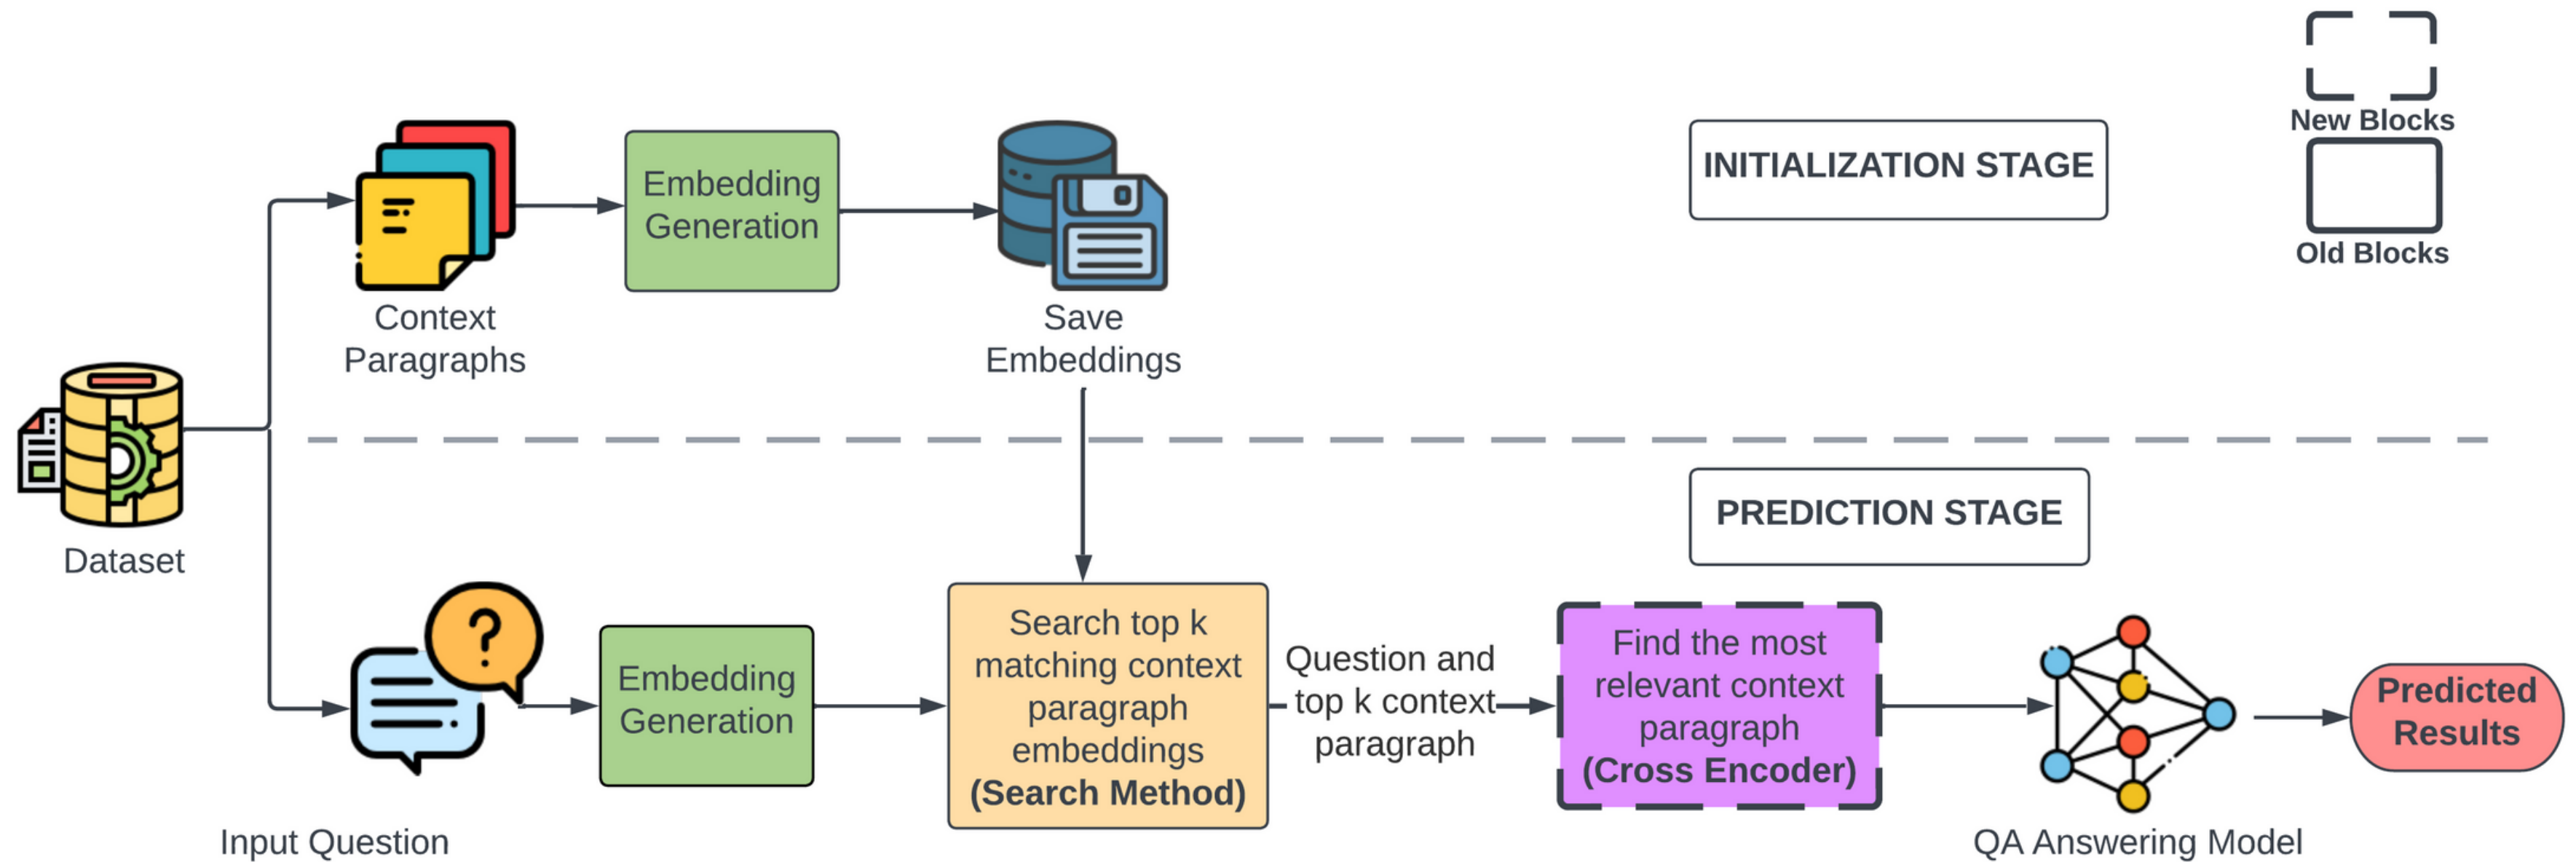 New Blocks
Old Blocks
INITIALIZATION STAGE
Embedding
Generation
Context
Paragraphs
Save
Embeddings
Dataset
PREDICTION STAGE
Input Question
Embedding
Generation
Search top k
matching context
paragraph
embeddings
(Search Method)
Question and
top k context
paragraph
Find the most
relevant context
paragraph
(Cross Encoder)
QA Answering Model
Predicted
Results